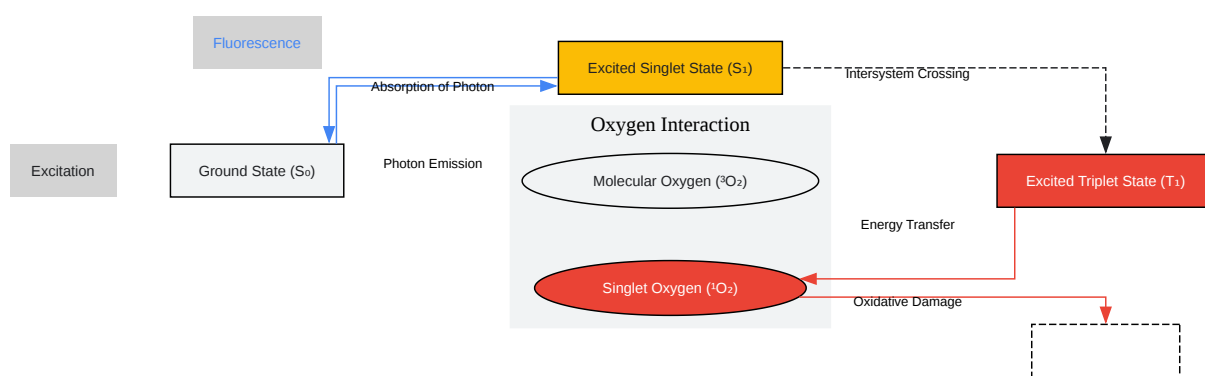 Fluorescence
Excited Singlet State (S₁)
Intersystem Crossing
Absorption of Photon
Oxygen Interaction
Photon Emission
Excitation
Ground State (S₀)
Molecular Oxygen (³O₂)
Excited Triplet State (T₁)
Energy Transfer
Singlet Oxygen (¹O₂)
Oxidative Damage